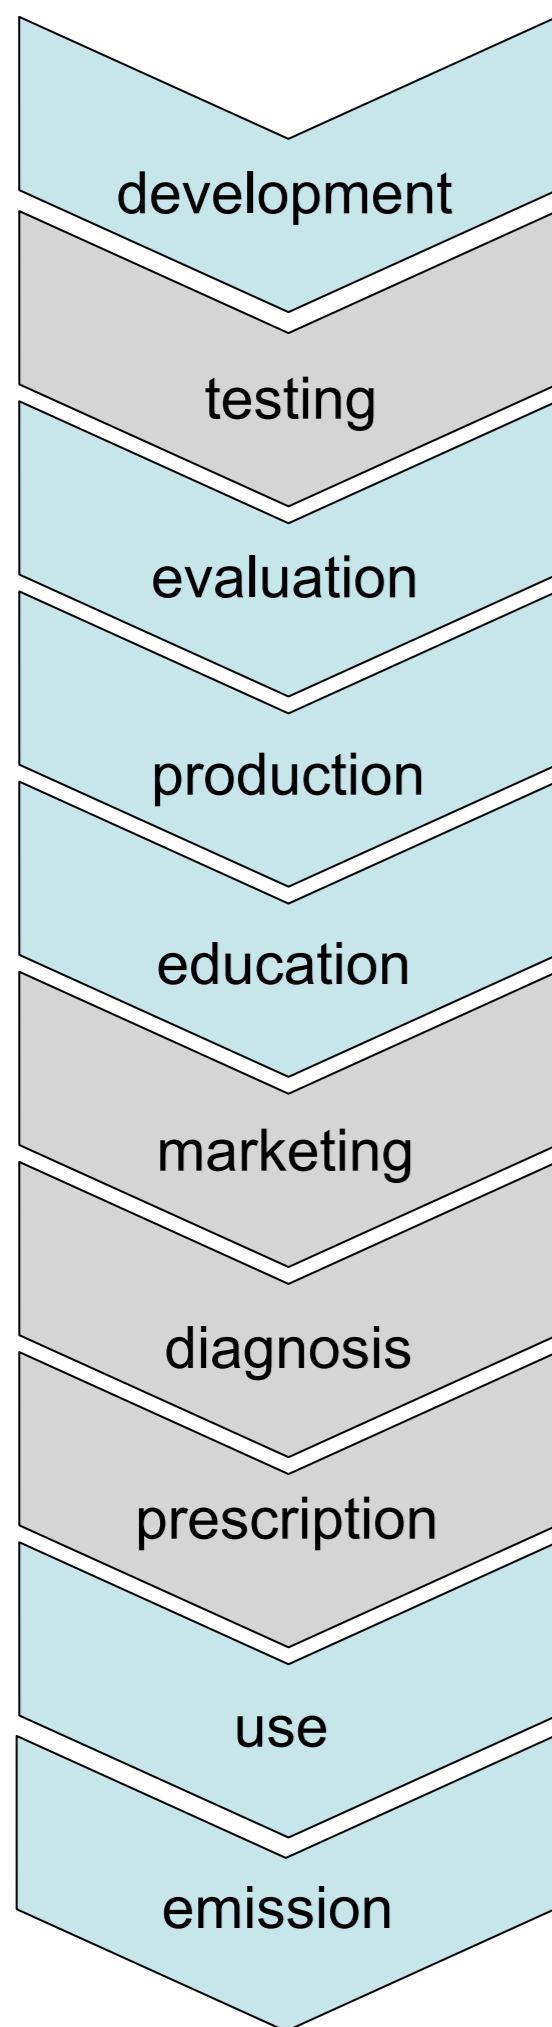 development
testing
evaluation
production
education
marketing
diagnosis
prescription
use
emission